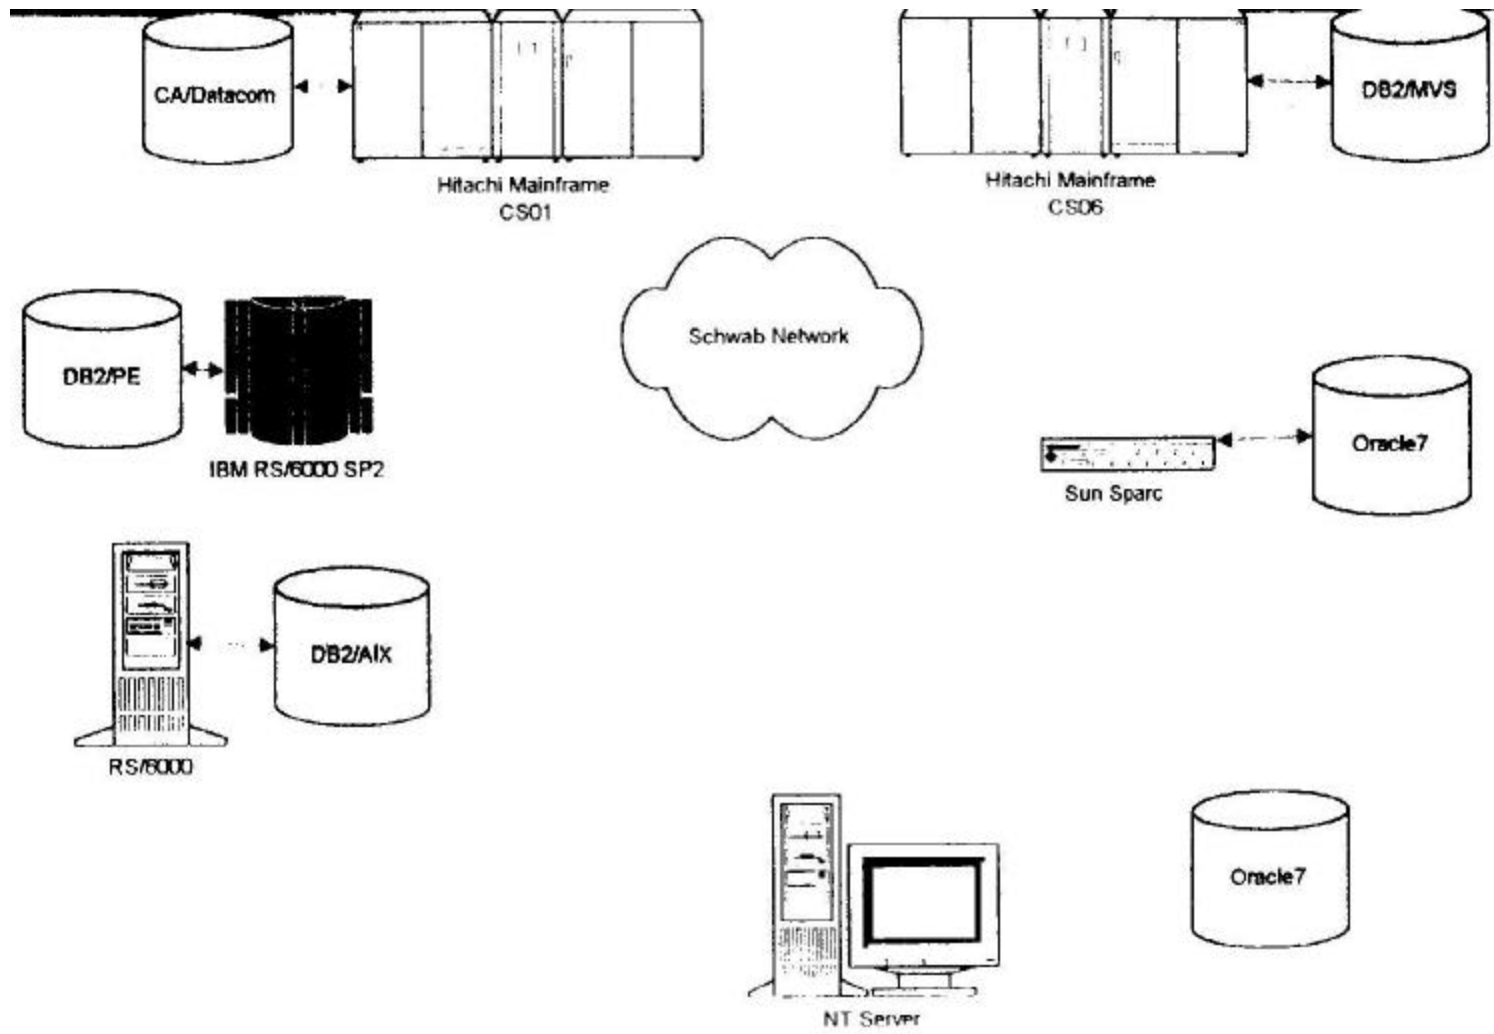 CA/Datacom
DB2/MVS
Hitachi Mainframe
CS01
Hitachi Mainframe
CS06
Schwab Network
DB2/PE
IBM RS/6000 SP2
Oracle7
Sun Sparc
DB2/AIX
RS/6000
Oracle7
NT Server